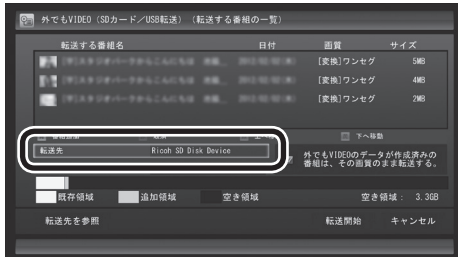 外でもVIDEO (SDカード/USB転送) (転送する番組の一覧)
転送する番組名 日付 画質 サイズ
[変換]ワンセグ 5MB
[変換]ワンセグ 4MB
[変換]ワンセグ 2MB
下へ移動
転送先 Ricoh SD Disk Device
外でもVIDEOのデータが作成済みの
番組は、その画質のまま転送する。
既存領域 追加領域 空き領域 空き領域: 3.3GB
転送先を参照 転送開始 キャンセル